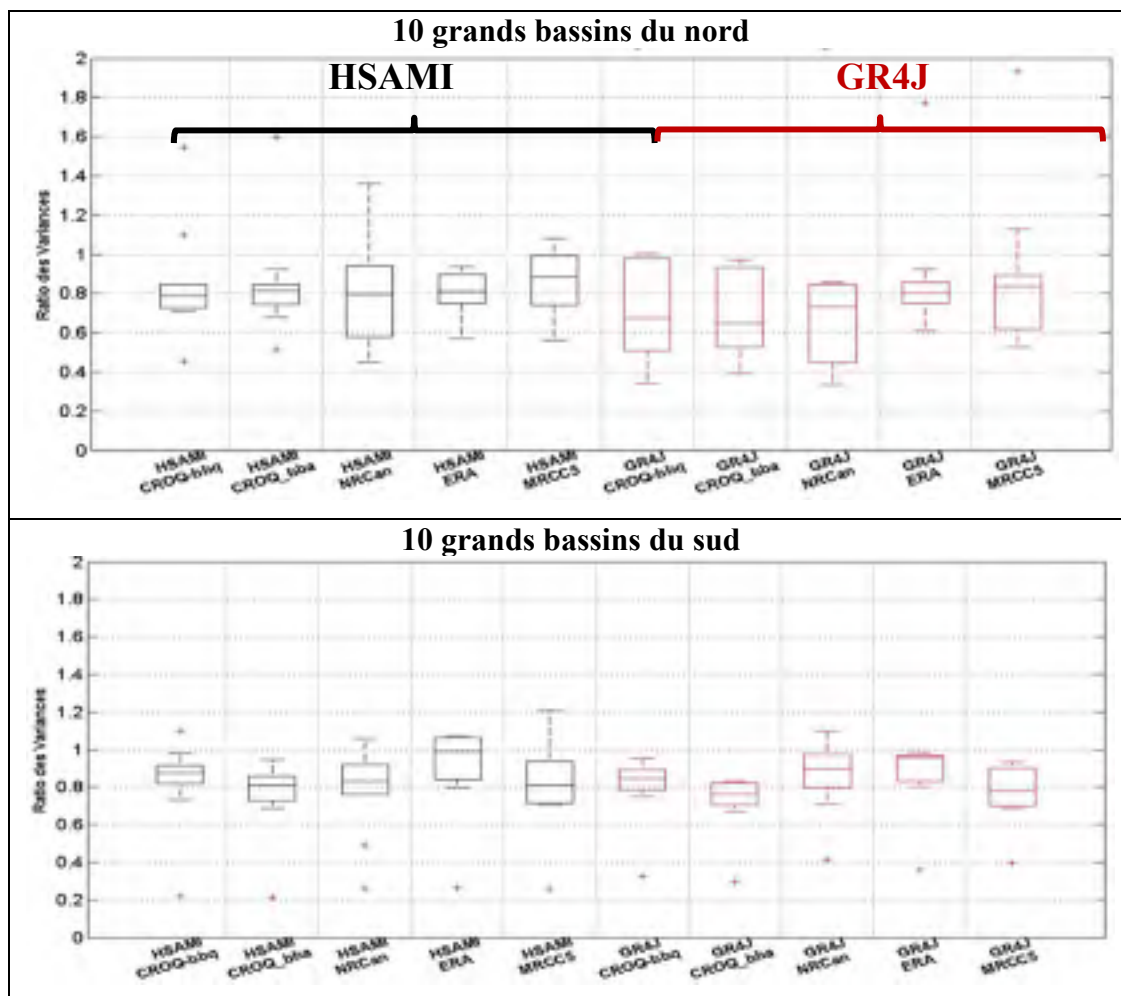 10 grands bassins du nord
HSAMI GR4J
2
1.8
1.6
1.4
1.2
1
0.8
0.6
0.4
0.2
0
Ratio des Variances
HSAMI CROQ-bbq
HSAMI CROQ_bba
HSAMI NRCan
HSAMI ERA
HSAMI MRCC5
GR4J CROQ-bbq
GR4J CROQ_bba
GR4J NRCan
GR4J ERA
GR4J MRCC5
10 grands bassins du sud
2
1.8
1.6
1.4
1.2
1
0.8
0.6
0.4
0.2
0
Ratio des Variances
HSAMI CROQ-bbq
HSAMI CROQ_bba
HSAMI NRCan
HSAMI ERA
HSAMI MRCC5
GR4J CROQ-bbq
GR4J CROQ_bba
GR4J NRCan
GR4J ERA
GR4J MRCC5